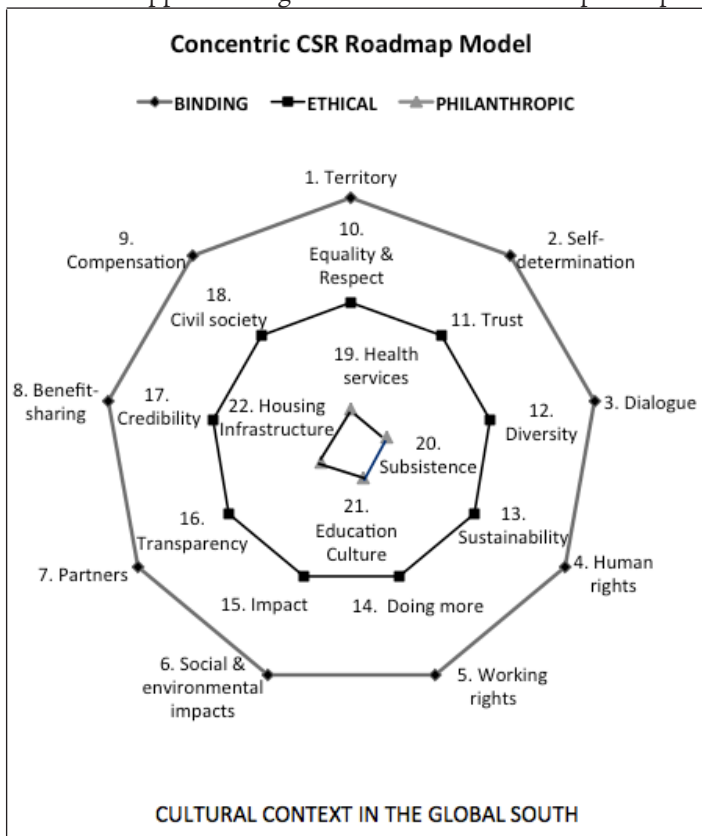 Concentric CSR Roadmap Model
BINDING ETHICAL PHILANTHROPIC
1. Territory
2. Self-
determination
3. Dialogue
4. Human
rights
5. Working
rights
6. Social &
environmental
impacts
7. Partners
8. Benefit-
sharing
9.
Compensation
10.
Equality &
Respect
11. Trust
12.
Diversity
13.
Sustainability
14. Doing more
15. Impact
16.
Transparency
17.
Credibility
18.
Civil society
19. Health
services
20.
Subsistence
21.
Education
Culture
22. Housing
Infrastructure
CULTURAL CONTEXT IN THE GLOBAL SOUTH